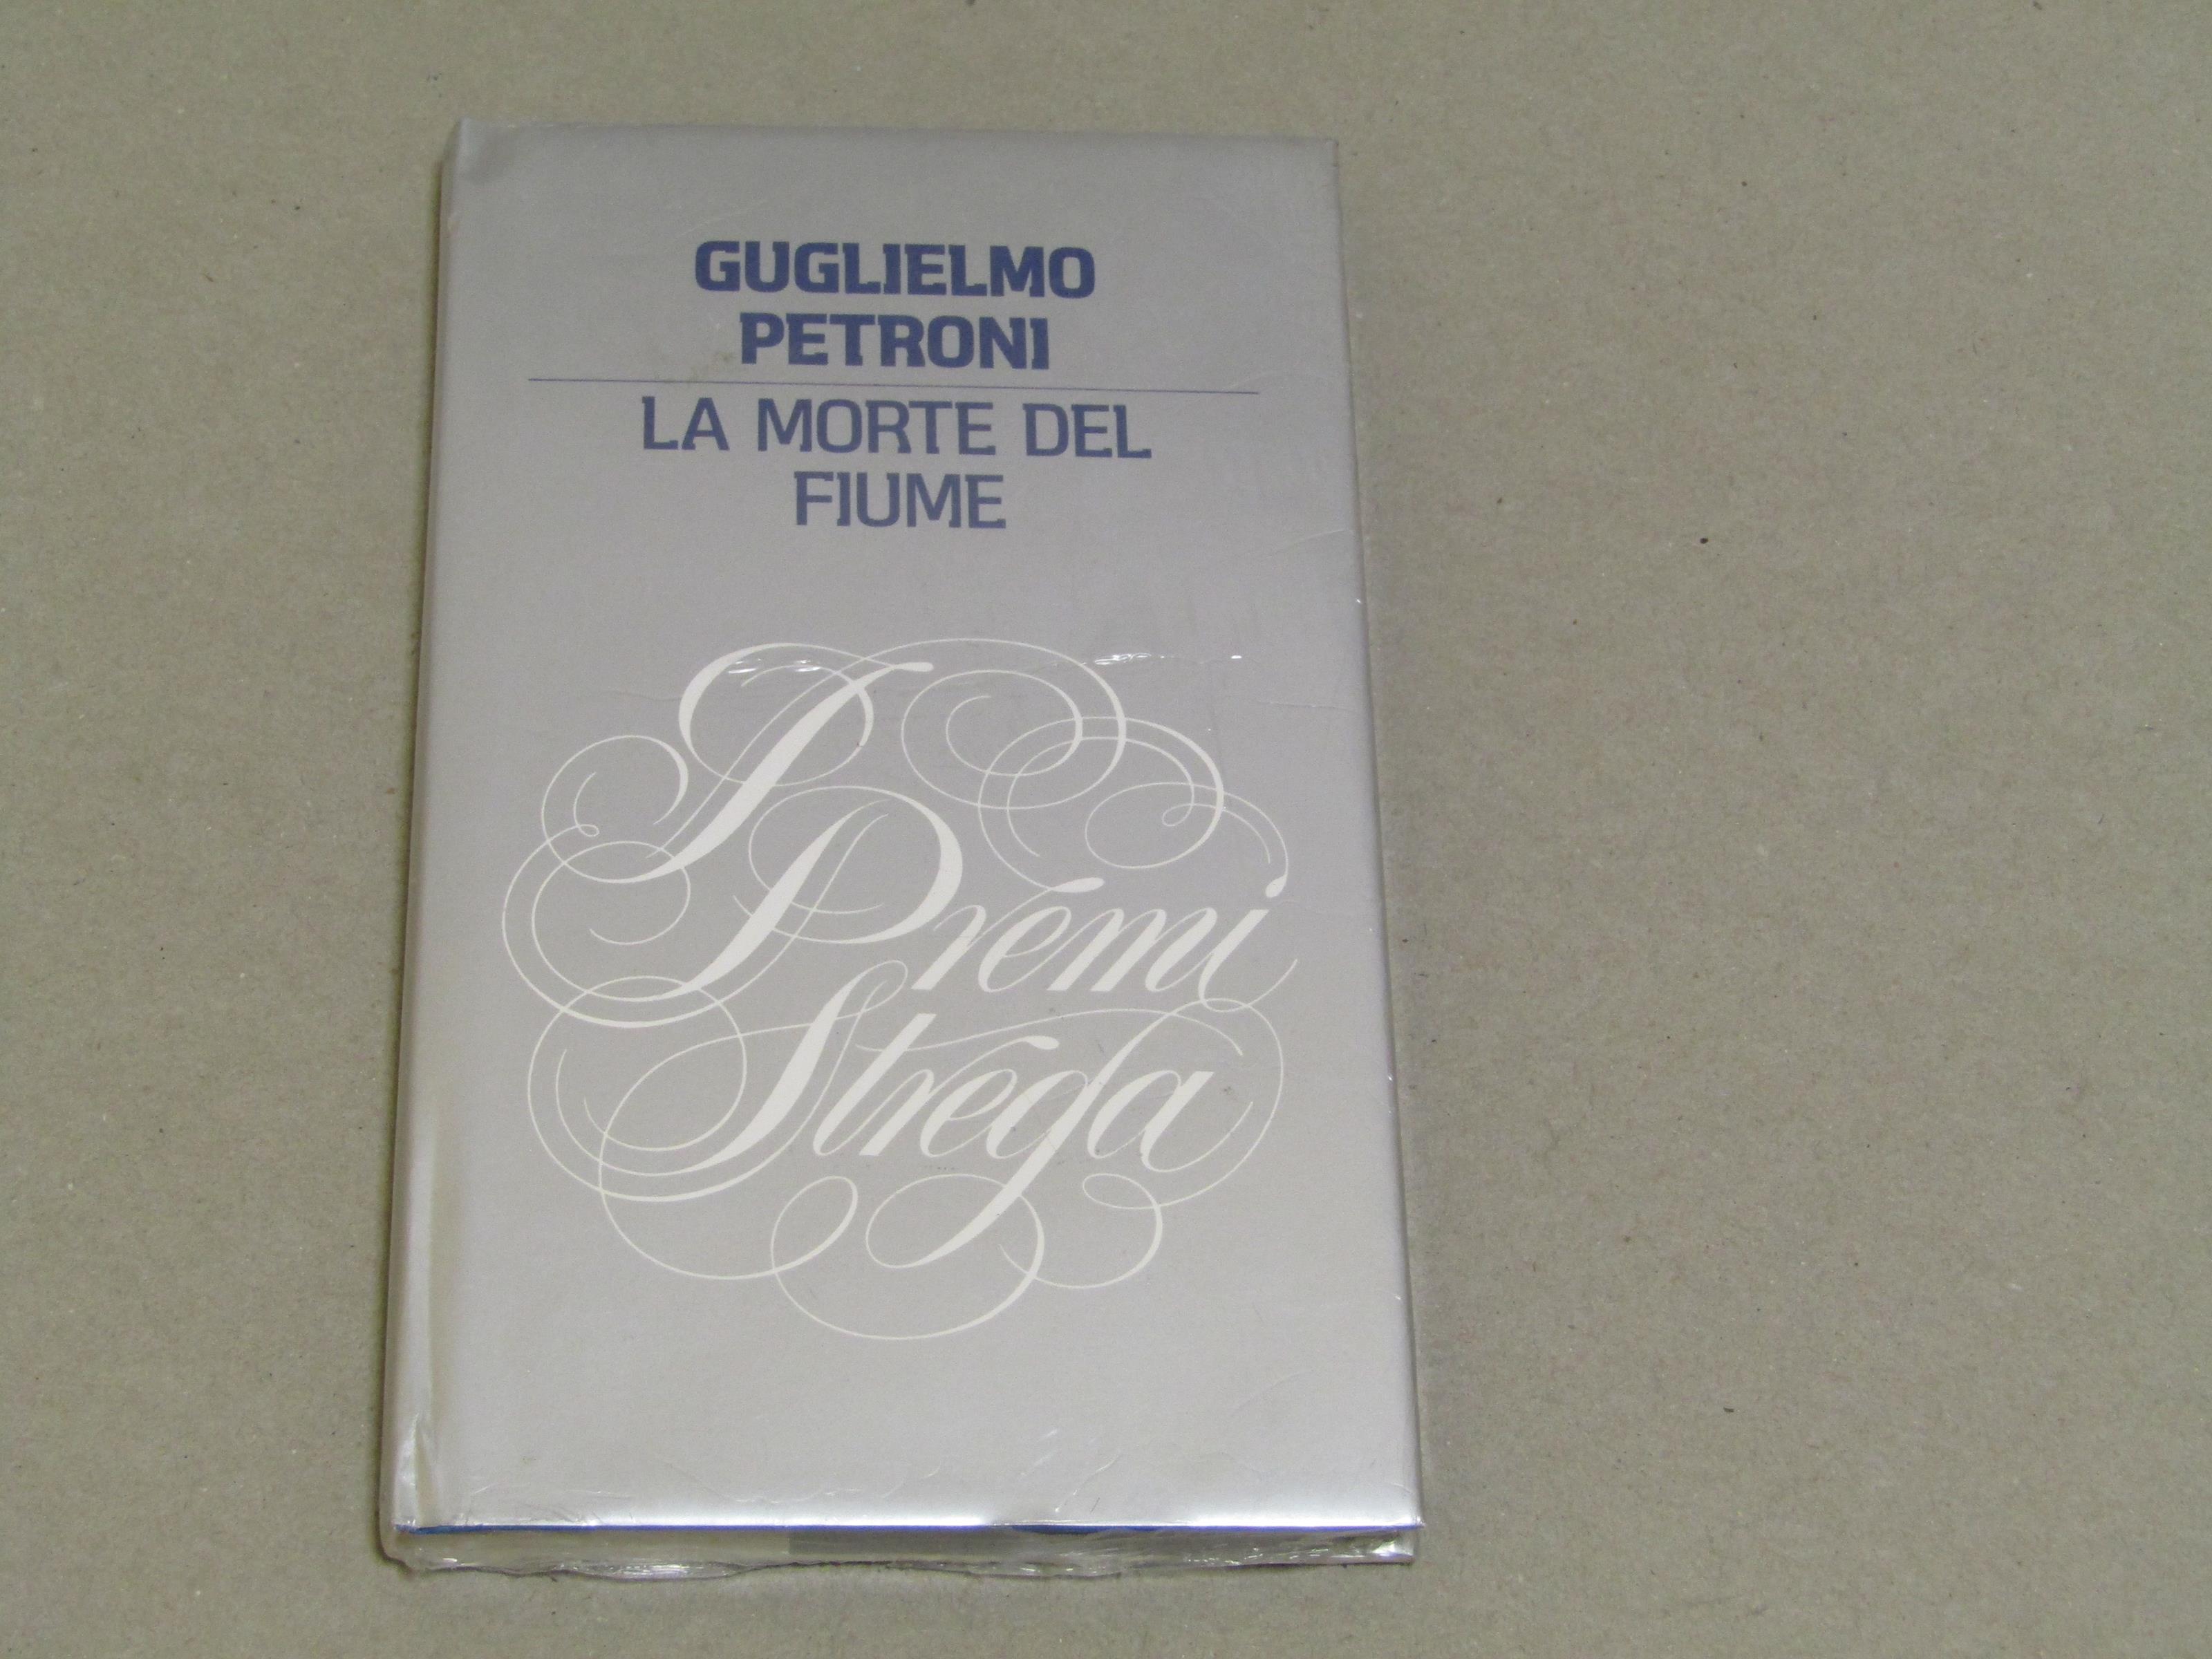 GUGLIELMO
PETRONI
LA MORTE DEL
FIUME
I
Premi
Strega